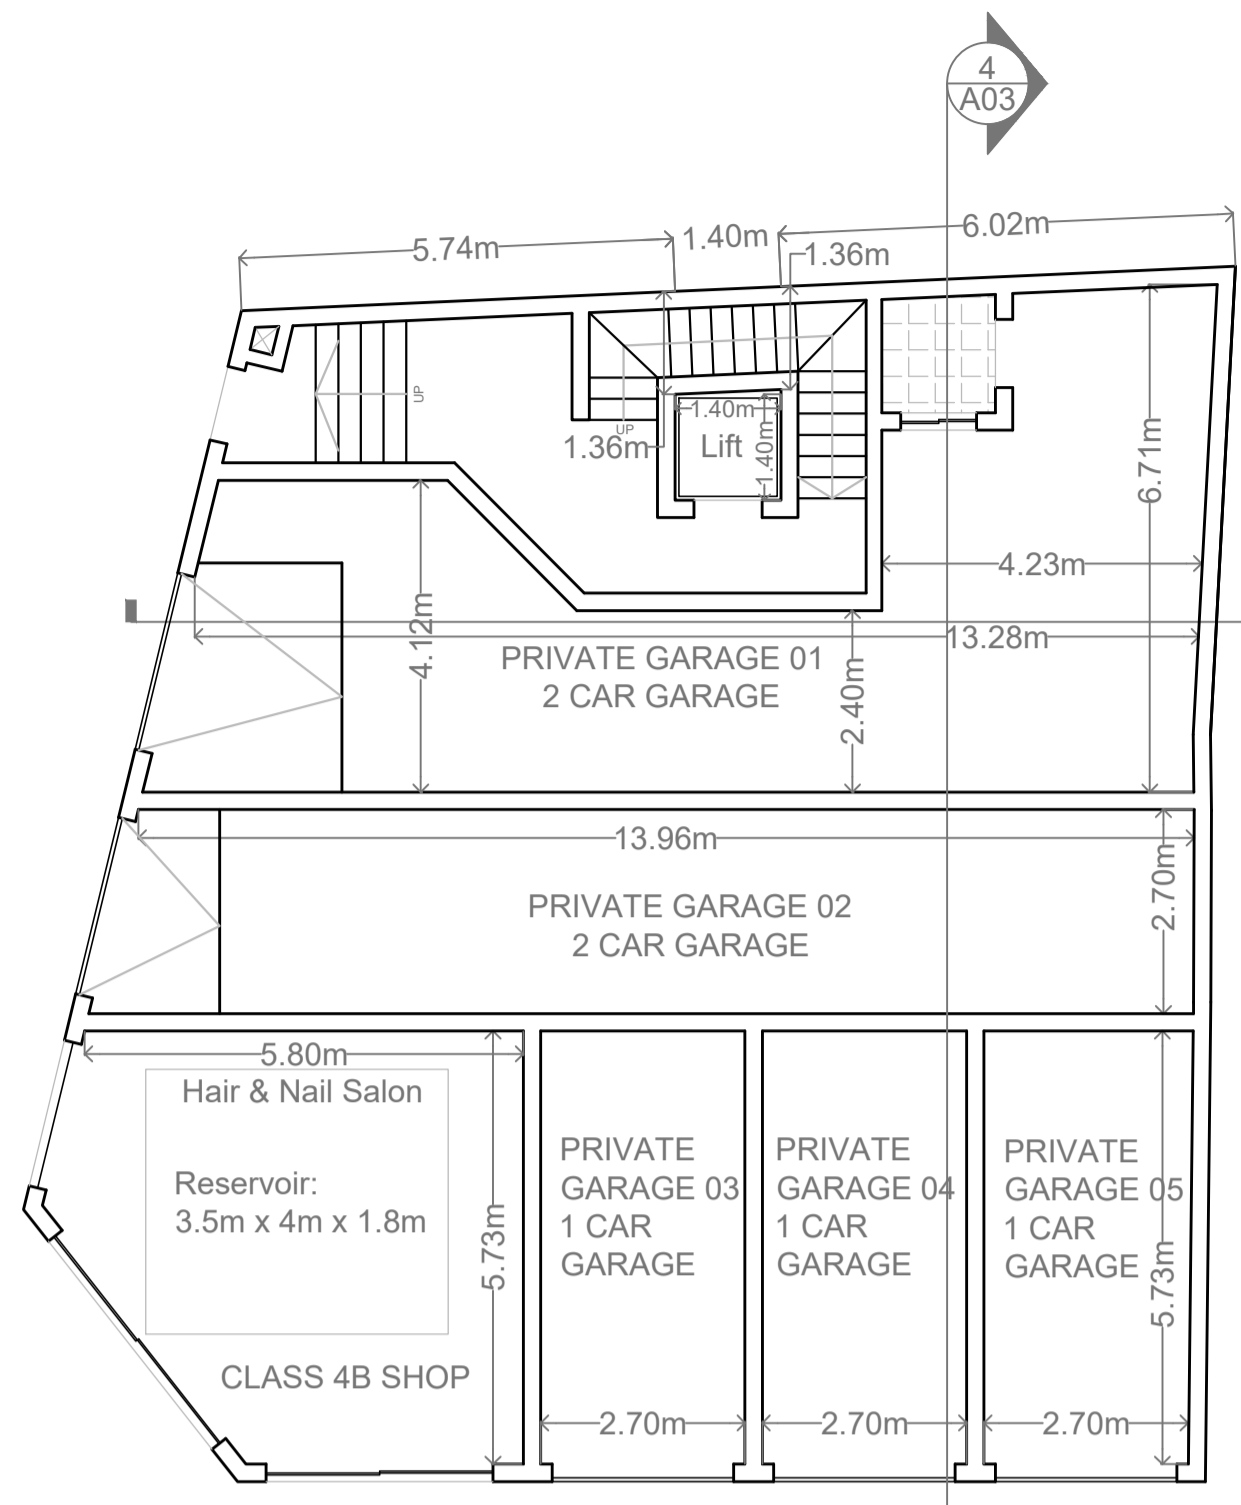 4
A03
5.74m
1.40m
6.02m
1.36m
UP
UP
1.40m
1.36m
Lift
1.40m
6.71m
4.23m
4.12m
13.28m
PRIVATE GARAGE 01
2 CAR GARAGE
2.40m
13.96m
2.70m
PRIVATE GARAGE 02
2 CAR GARAGE
5.80m
Hair & Nail Salon
Reservoir:
3.5m x 4m x 1.8m
5.73m
CLASS 4B SHOP
PRIVATE
GARAGE 03
1 CAR
GARAGE
PRIVATE
GARAGE 04
1 CAR
GARAGE
PRIVATE
GARAGE 05
1 CAR
GARAGE
5.73m
2.70m
2.70m
2.70m